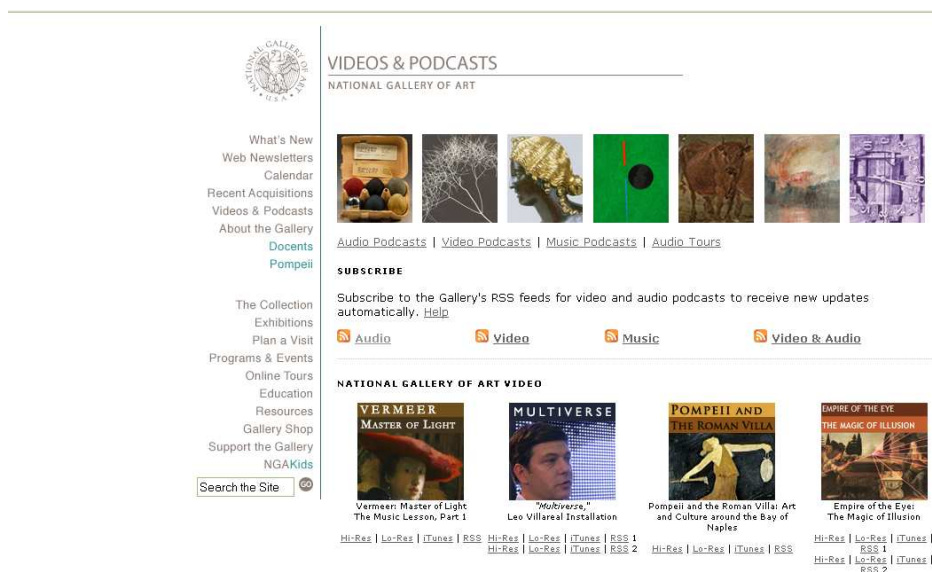 NATIONAL GALLERY OF ART
• U.S.A. •
VIDEOS & PODCASTS
NATIONAL GALLERY OF ART
What's New
Web Newsletters
Calendar
Recent Acquisitions
Videos & Podcasts
About the Gallery
Docents
Pompeii
The Collection
Exhibitions
Plan a Visit
Programs & Events
Online Tours
Education
Resources
Gallery Shop
Support the Gallery
NGAKids
Search the Site GO
Audio Podcasts | Video Podcasts | Music Podcasts | Audio Tours
SUBSCRIBE
Subscribe to the Gallery's RSS feeds for video and audio podcasts to receive new updates
automatically. Help
Audio Video Music Video & Audio
NATIONAL GALLERY OF ART VIDEO
VERMEER
MASTER OF LIGHT
Vermeer: Master of Light
The Music Lesson, Part 1
Hi-Res | Lo-Res | iTunes | RSS
MULTIVERSE
"Multiverse,"
Leo Villareal Installation
Hi-Res | Lo-Res | iTunes | RSS 1
Hi-Res | Lo-Res | iTunes | RSS 2
POMPEII AND
THE ROMAN VILLA
Pompeii and the Roman Villa: Art
and Culture around the Bay of
Naples
Hi-Res | Lo-Res | iTunes | RSS
EMPIRE OF THE EYE
THE MAGIC OF ILLUSION
Empire of the Eye:
The Magic of Illusion
Hi-Res | Lo-Res | iTunes |
RSS 1
Hi-Res | Lo-Res | iTunes |
RSS 2